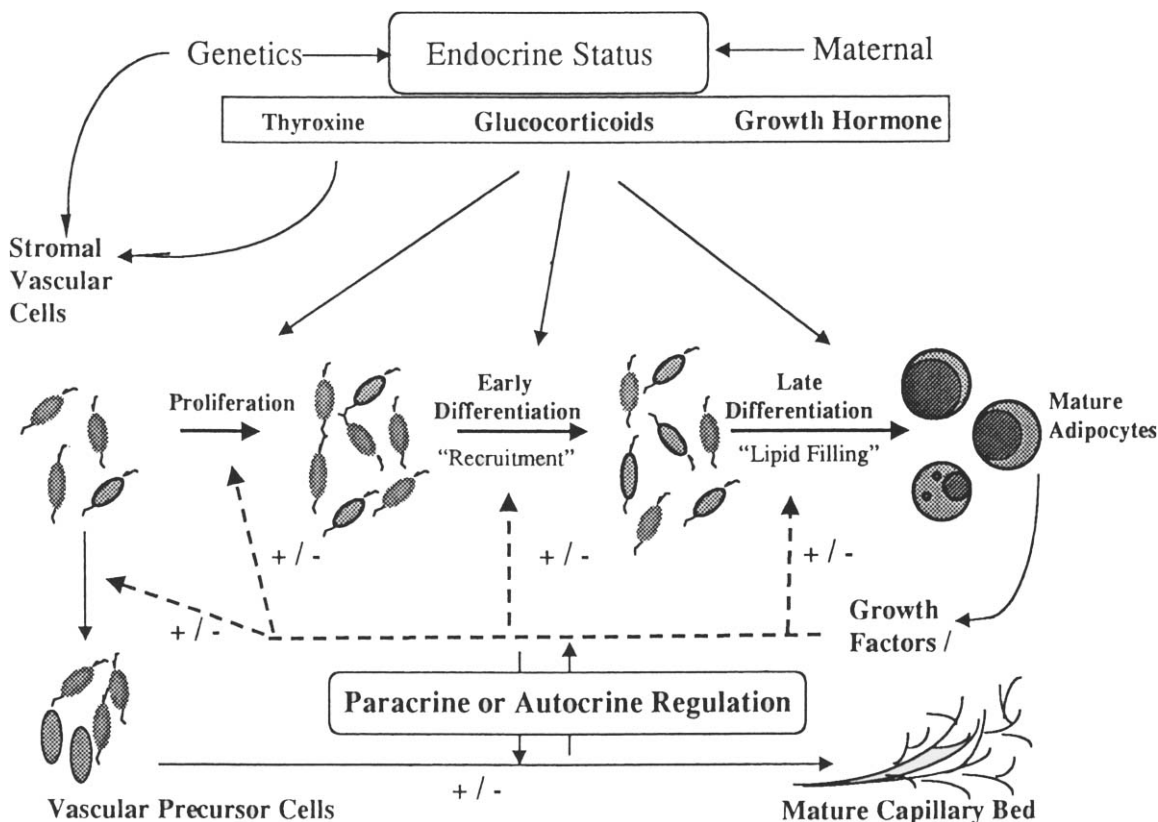 Genetics
Endocrine Status
Maternal
Thyroxine
Glucocorticoids
Growth Hormone
Stromal
Vascular
Cells
Proliferation
Early
Differentiation
"Recruitment"
Late
Differentiation
"Lipid Filling"
Mature
Adipocytes
+ / -
+ / -
+ / -
+ / -
Growth
Factors /
Paracrine or Autocrine Regulation
+ / -
Vascular Precursor Cells
Mature Capillary Bed